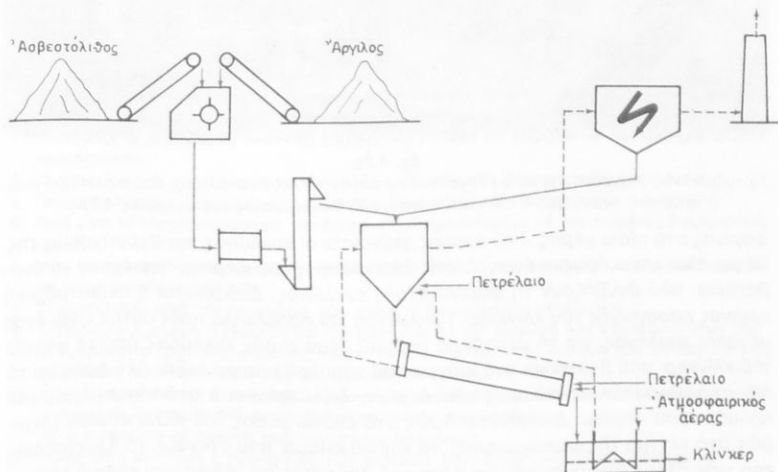 Ἀσβεστόλιθος
Ἄργιλος
Πετρέλαιο
Πετρέλαιο
Ἀτμοσφαιρικός
ἀέρας
Κλίνκερ